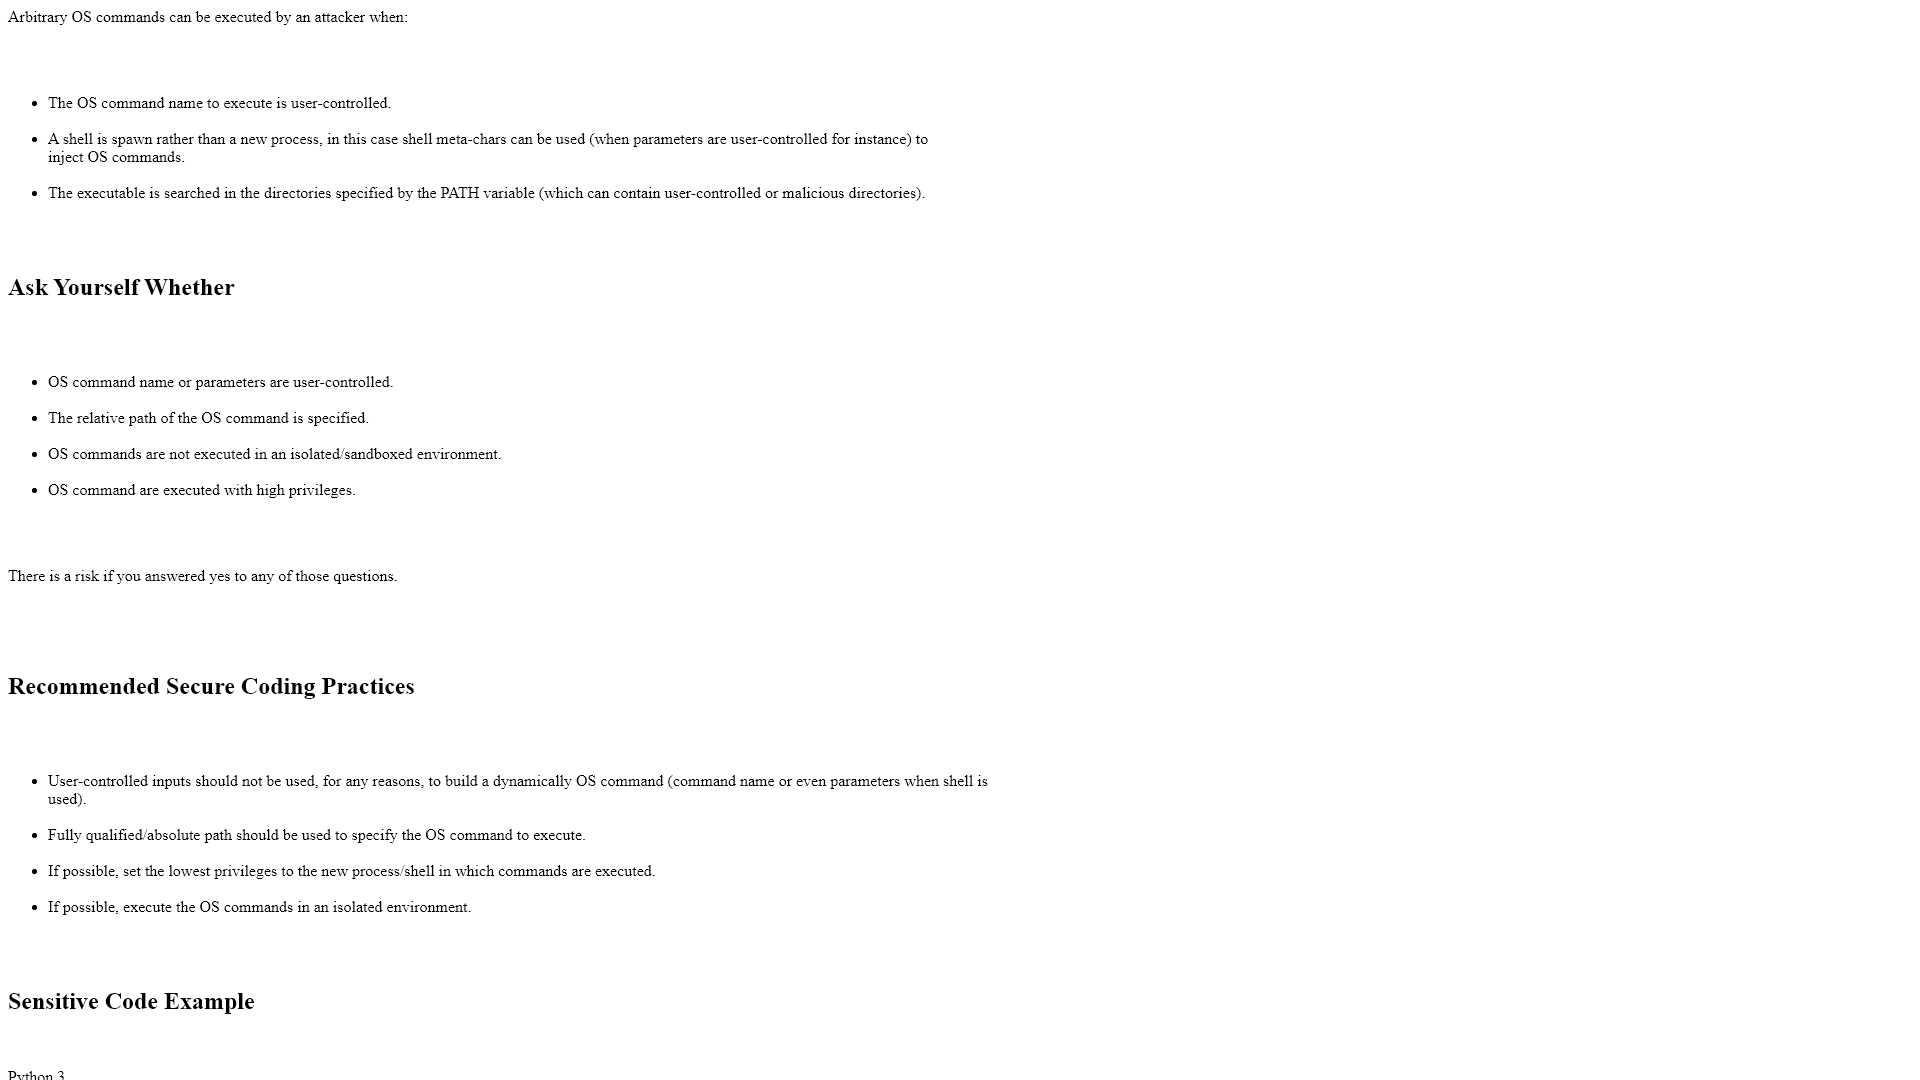 Arbitrary OS commands can be executed by an attacker when:
The OS command name to execute is user-controlled.
A shell is spawn rather than a new process, in this case shell meta-chars can be used (when parameters are user-controlled for instance) to
inject OS commands.
The executable is searched in the directories specified by the PATH variable (which can contain user-controlled or malicious directories).
Ask Yourself Whether
OS command name or parameters are user-controlled.
The relative path of the OS command is specified.
OS commands are not executed in an isolated/sandboxed environment.
OS command are executed with high privileges.
There is a risk if you answered yes to any of those questions.
Recommended Secure Coding Practices
User-controlled inputs should not be used, for any reasons, to build a dynamically OS command (command name or even parameters when shell is
used).
Fully qualified/absolute path should be used to specify the OS command to execute.
If possible, set the lowest privileges to the new process/shell in which commands are executed.
If possible, execute the OS commands in an isolated environment.
Sensitive Code Example
Python 3